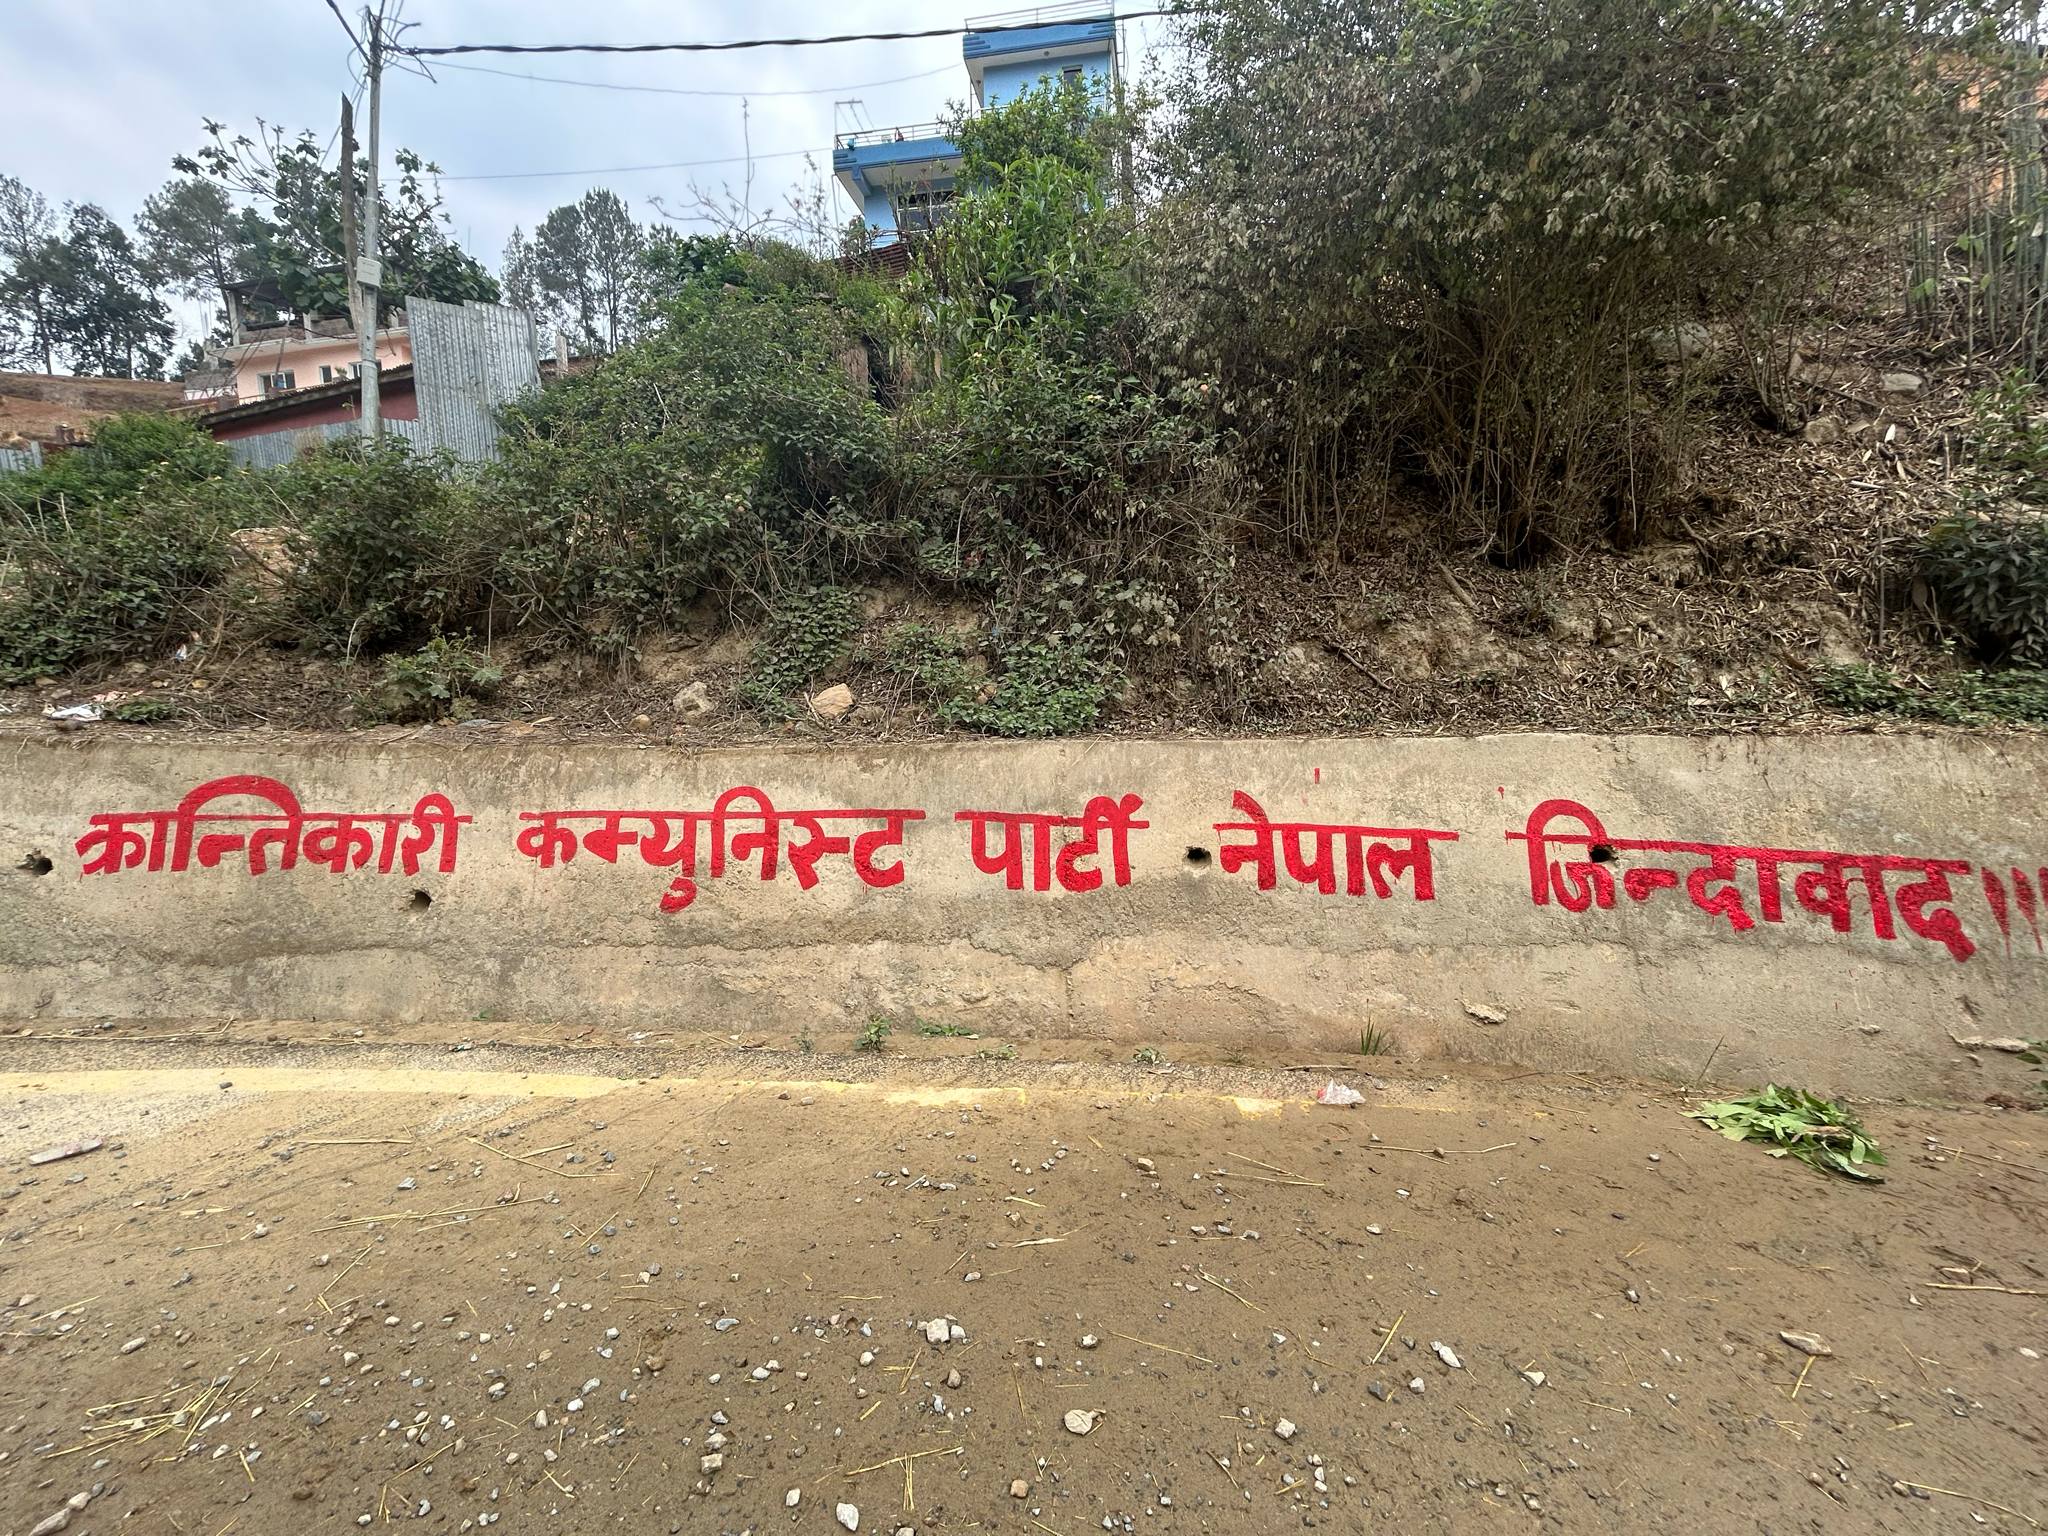 क्रान्तिकारी कम्युनिस्ट पार्टी नेपाल जिन्दावाद।।।